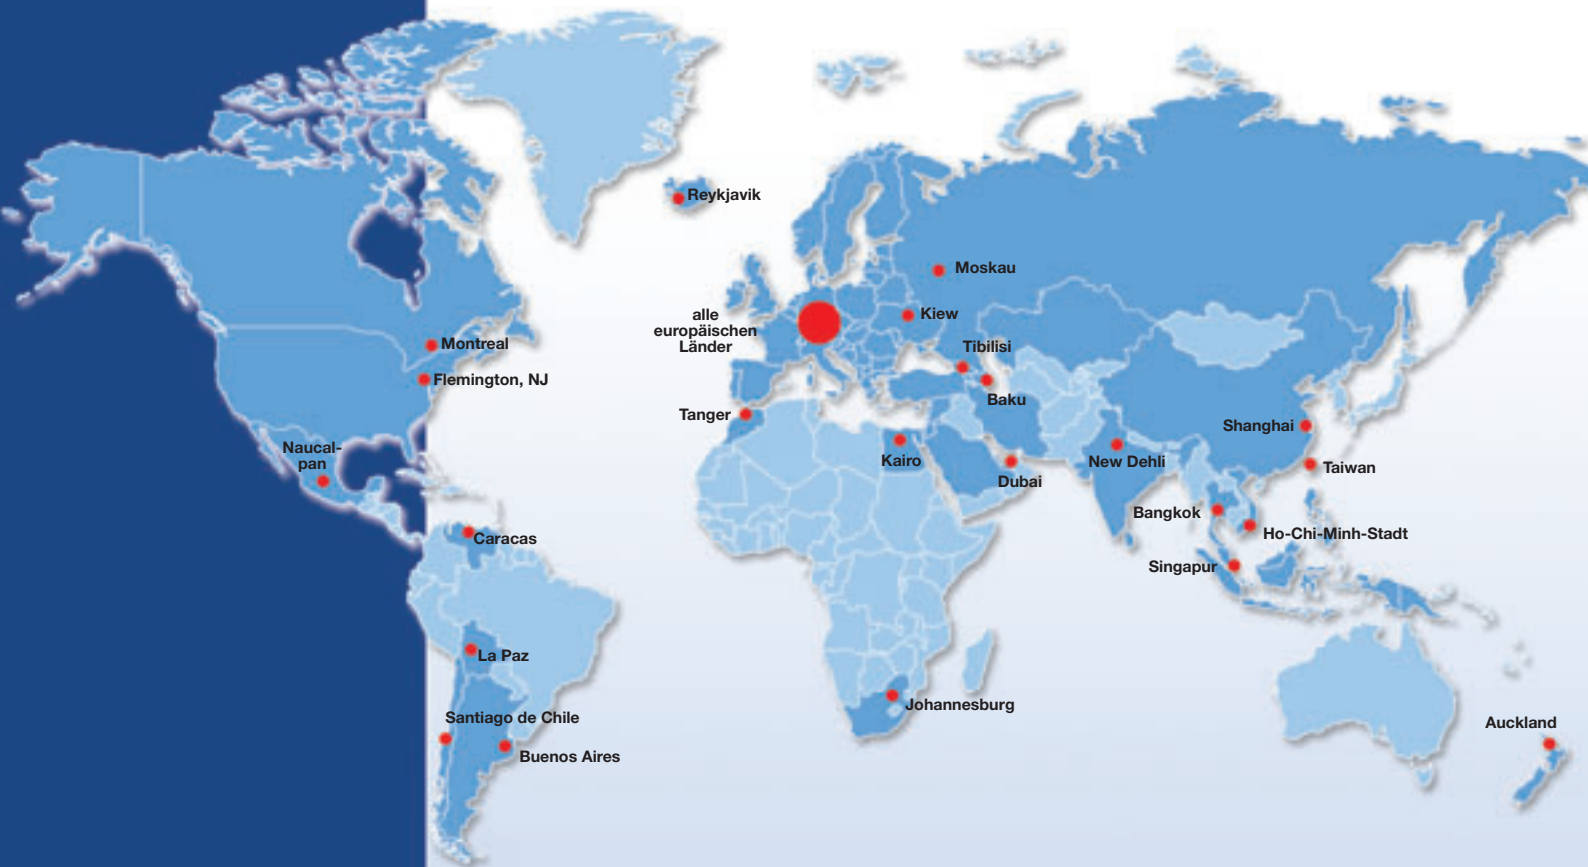 Reykjavik
Moskau
alle
europäischen
Länder
Kiew
Montreal
Tibilisi
Flemington, NJ
Baku
Tanger
Shanghai
Naucal-
pan
Kairo
New Dehli
Taiwan
Dubai
Bangkok
Ho-Chi-Minh-Stadt
Caracas
Singapur
La Paz
Johannesburg
Santiago de Chile
Auckland
Buenos Aires